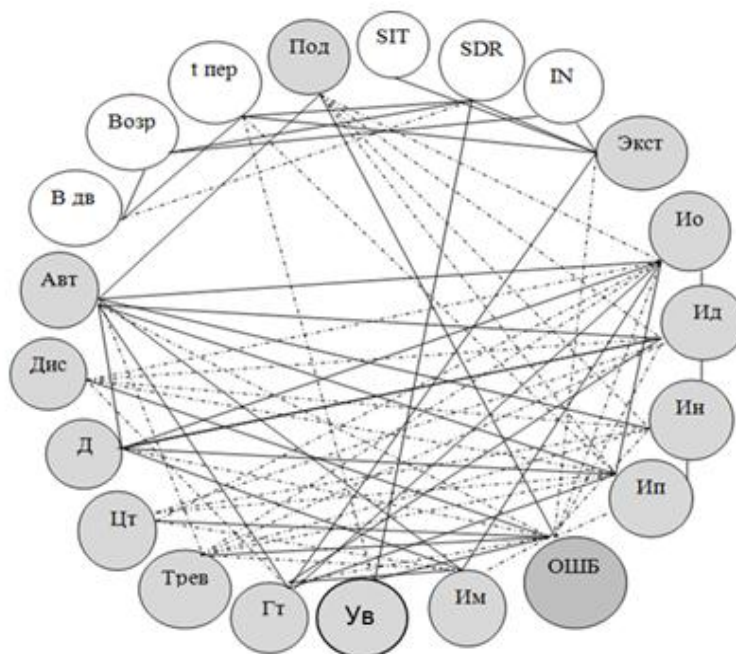 Под
SIT
SDR
IN
t пер
Возр
Экст
В дв
Ио
Авт
Ид
Дис
Ин
Д
Ип
Цт
ОШБ
Трев
Гт
Ув
Им